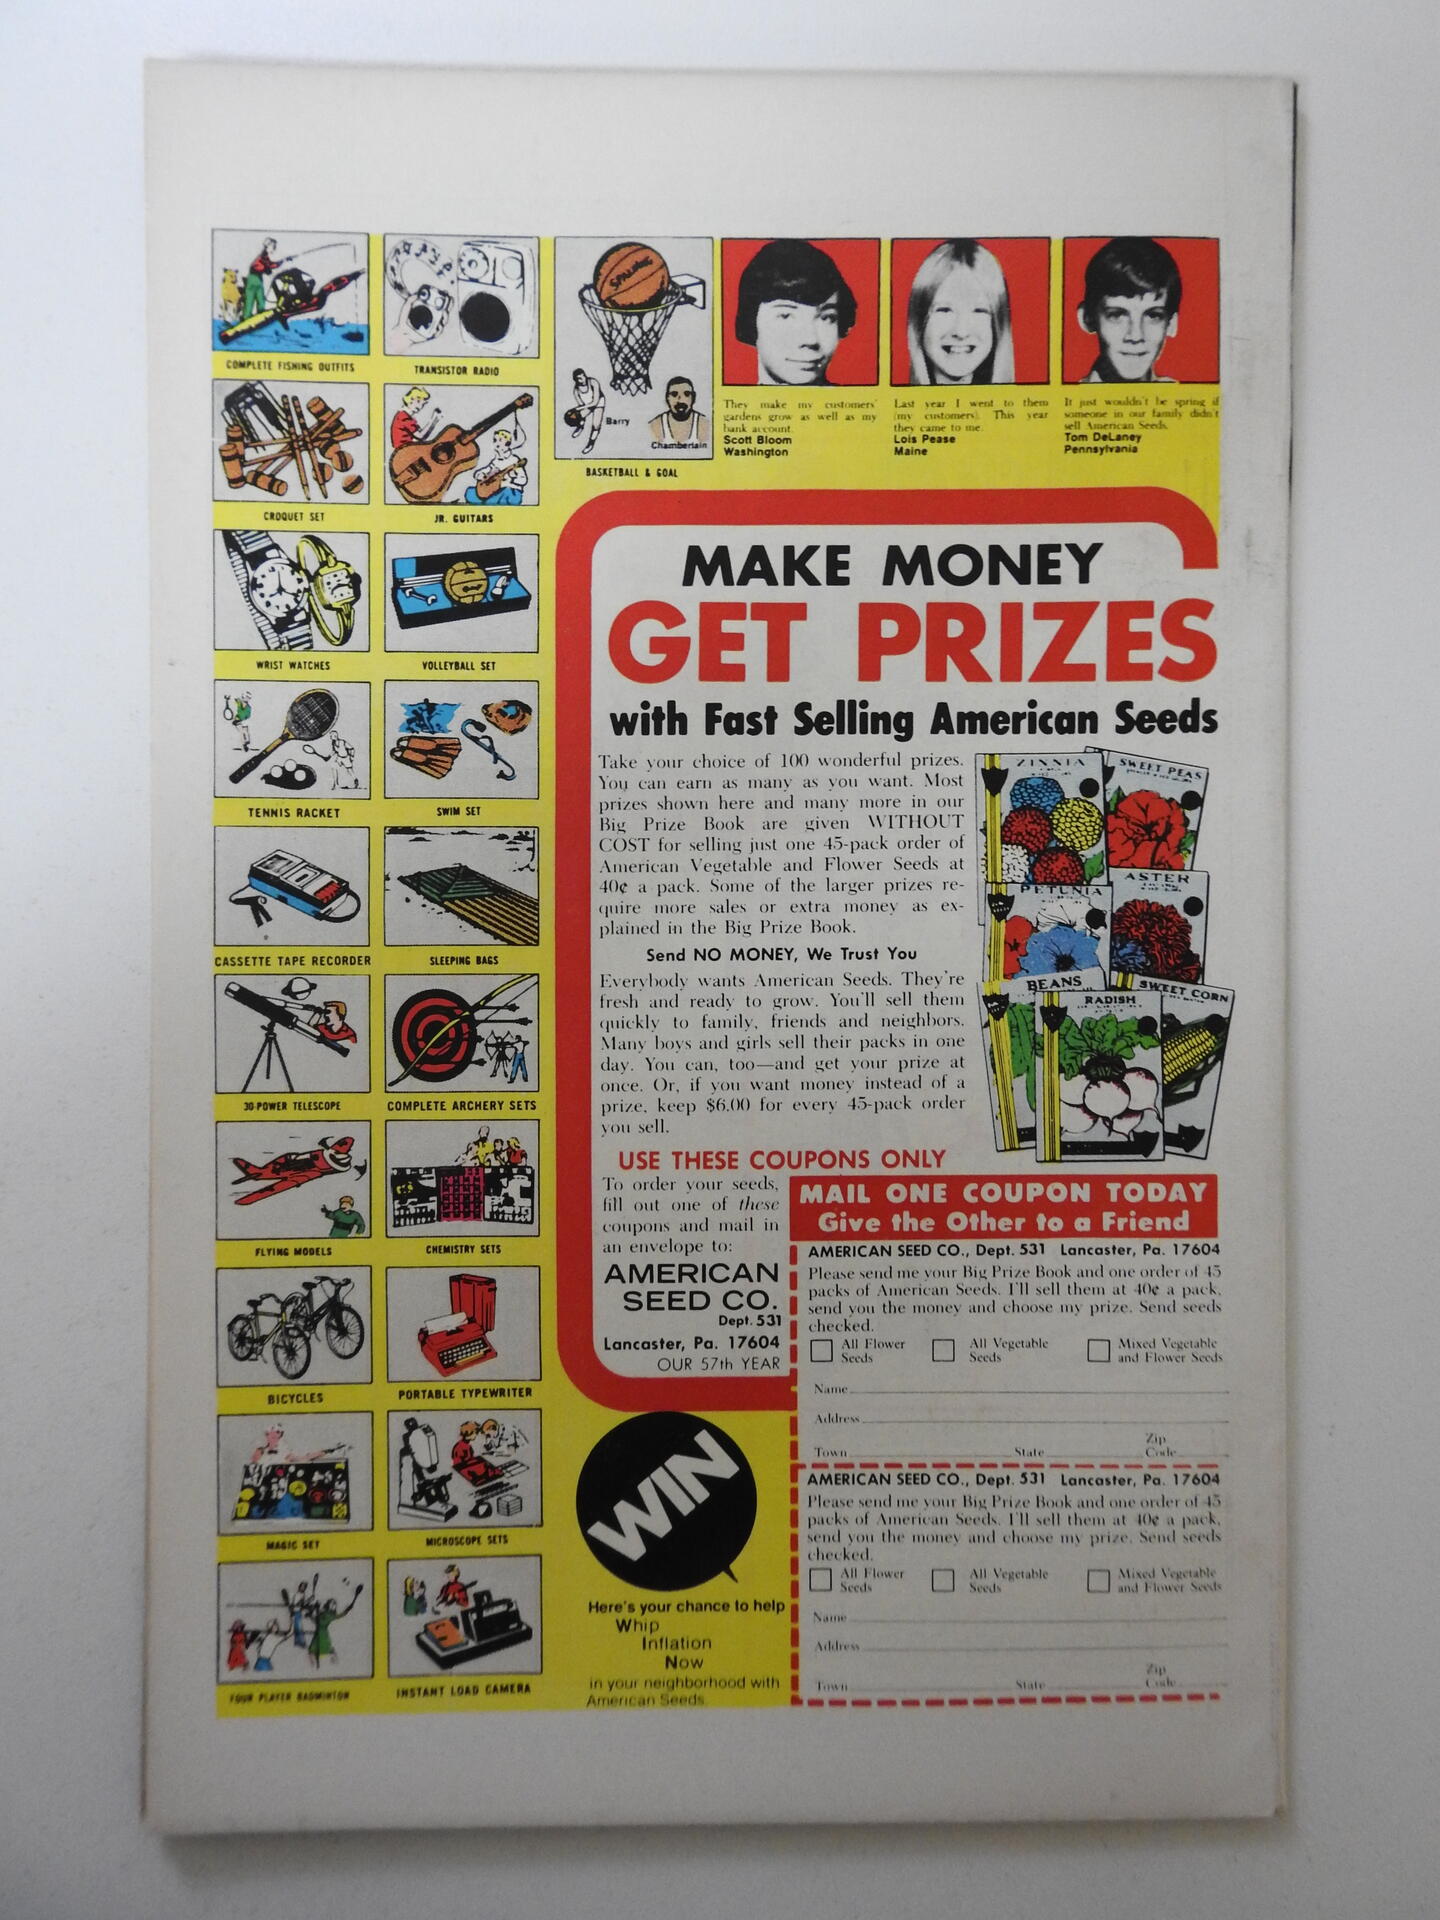 COMPLETE FISHING OUTFITS
TRANSISTOR RADIO
CROQUET SET
JR. GUITARS
WRIST WATCHES
VOLLEYBALL SET
TENNIS RACKET
SWIM SET
CASSETTE TAPE RECORDER
SLEEPING BAGS
30-POWER TELESCOPE
COMPLETE ARCHERY SETS
FLYING MODELS
CHEMISTRY SETS
BICYCLES
PORTABLE TYPEWRITER
MAGIC SET
MICROSCOPE SETS
FOUR PLAYER BADMINTON
INSTANT LOAD CAMERA
SPALDING
Barry
Chamberlain
BASKETBALL & GOAL
They make my customers'
gardens grow as well as my
bank account.
Scott Bloom
Washington
Last year I went to them
(my customers). This year
they came to me.
Lois Pease
Maine
It just wouldn't be spring if
someone in our family didn't
sell American Seeds.
Tom DeLaney
Pennsylvania
MAKE MONEY
GET PRIZES
with Fast Selling American Seeds
Take your choice of 100 wonderful prizes.
You can earn as many as you want. Most
prizes shown here and many more in our
Big Prize Book are given WITHOUT
COST for selling just one 45-pack order of
American Vegetable and Flower Seeds at
40¢ a pack. Some of the larger prizes re-
quire more sales or extra money as ex-
plained in the Big Prize Book.
Send NO MONEY, We Trust You
Everybody wants American Seeds. They're
fresh and ready to grow. You'll sell them
quickly to family, friends and neighbors.
Many boys and girls sell their packs in one
day. You can, too—and get your prize at
once. Or, if you want money instead of a
prize, keep $6.00 for every 45-pack order
you sell.
ZINNIA
SWEET PEAS
PETUNIA
ASTER
BEANS
RADISH
SWEET CORN
USE THESE COUPONS ONLY
To order your seeds,
fill out one of these
coupons and mail in
an envelope to:
AMERICAN
SEED CO.
Dept. 531
Lancaster, Pa. 17604
OUR 57th YEAR
MAIL ONE COUPON TODAY
Give the Other to a Friend
AMERICAN SEED CO., Dept. 531 Lancaster, Pa. 17604
Please send me your Big Prize Book and one order of 45
packs of American Seeds. I'll sell them at 40¢ a pack,
send you the money and choose my prize. Send seeds
checked.
All Flower Seeds
All Vegetable Seeds
Mixed Vegetable and Flower Seeds
Name
Address
Town State Zip Code
AMERICAN SEED CO., Dept. 531 Lancaster, Pa. 17604
Please send me your Big Prize Book and one order of 45
packs of American Seeds. I'll sell them at 40¢ a pack,
send you the money and choose my prize. Send seeds
checked.
All Flower Seeds
All Vegetable Seeds
Mixed Vegetable and Flower Seeds
Name
Address
Town State Zip Code
WIN
Here's your chance to help
Whip
Inflation
Now
in your neighborhood with
American Seeds.